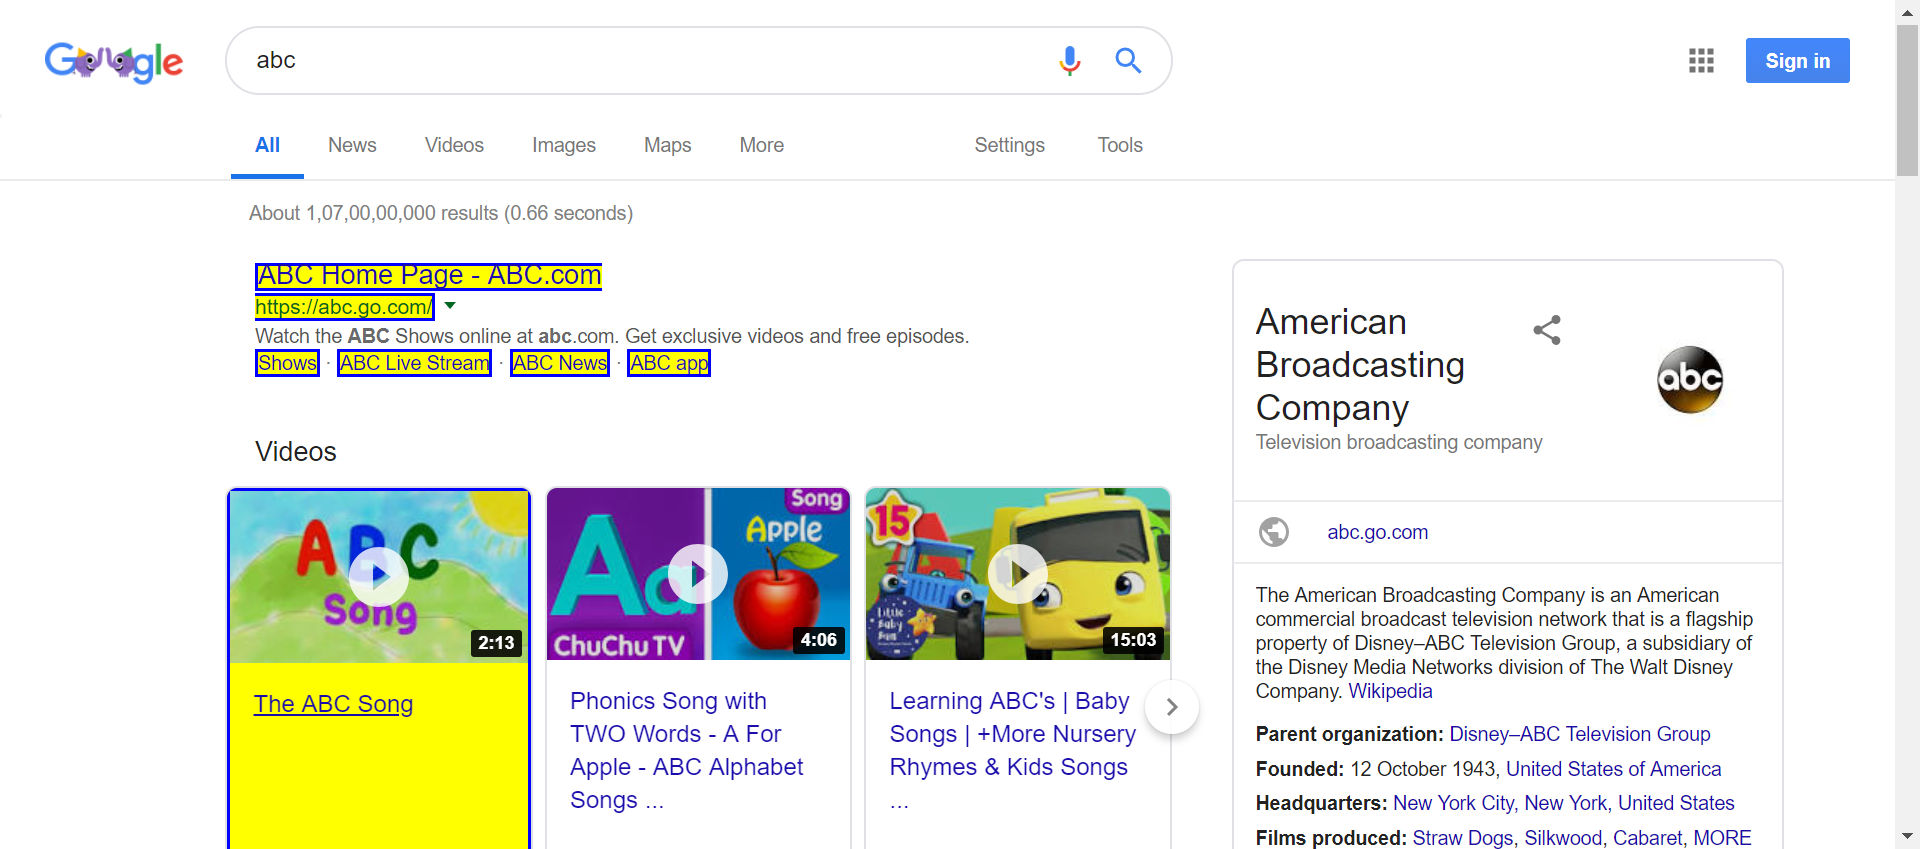 Google
abc
Sign in
All News Videos Images Maps More Settings Tools
About 1,07,00,00,000 results (0.66 seconds)
ABC Home Page - ABC.com
https://abc.go.com/
Watch the ABC Shows online at abc.com. Get exclusive videos and free episodes.
Shows · ABC Live Stream · ABC News · ABC app
Videos
ABC
Song
2:13
The ABC Song
Song
Aa
Apple
ChuChu TV
4:06
Phonics Song with
TWO Words - A For
Apple - ABC Alphabet
Songs ...
15
Little
Baby
Bum
15:03
Learning ABC's | Baby
Songs | +More Nursery
Rhymes & Kids Songs
...
American
Broadcasting
Company
abc
Television broadcasting company
abc.go.com
The American Broadcasting Company is an American
commercial broadcast television network that is a flagship
property of Disney–ABC Television Group, a subsidiary of
the Disney Media Networks division of The Walt Disney
Company. Wikipedia
Parent organization: Disney–ABC Television Group
Founded: 12 October 1943, United States of America
Headquarters: New York City, New York, United States
Films produced: Straw Dogs, Silkwood, Cabaret, MORE